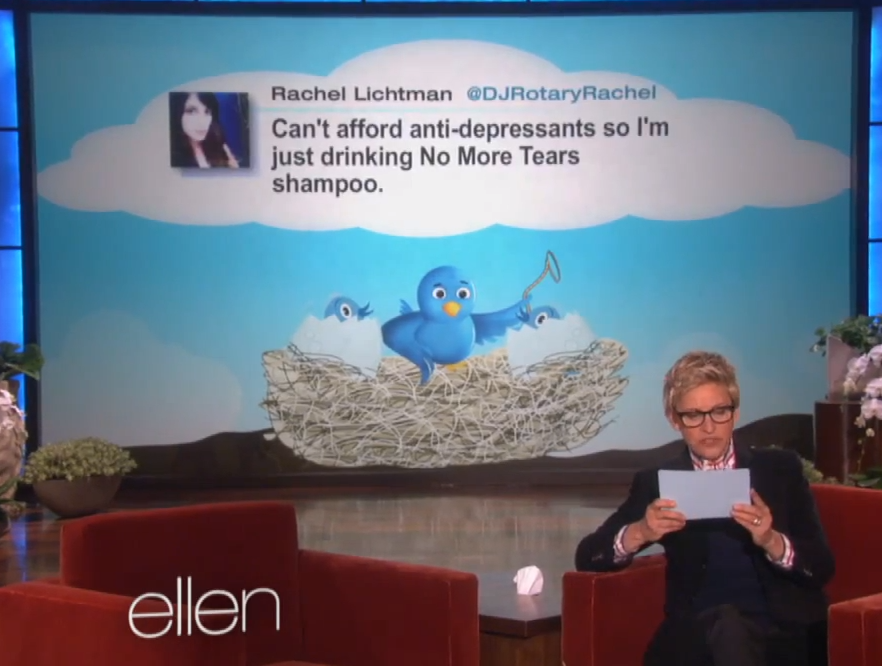 Rachel Lichtman @DJRotaryRachel
Can't afford anti-depressants so I'm
just drinking No More Tears
shampoo.
ellen